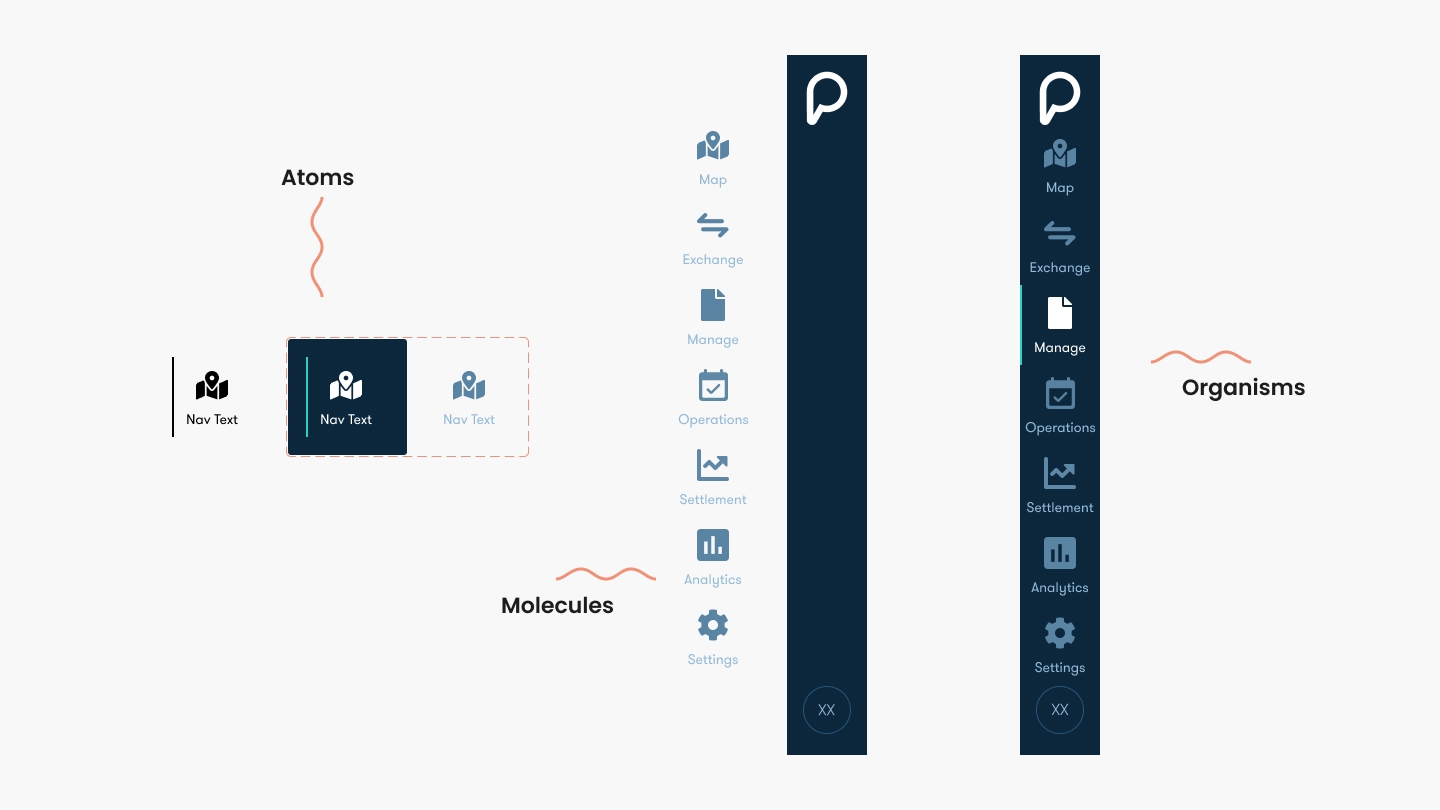 Atoms
Nav Text
Nav Text
Nav Text
Molecules
Map
Exchange
Manage
Operations
Settlement
Analytics
Settings
XX
Map
Exchange
Manage
Operations
Settlement
Analytics
Settings
XX
Organisms